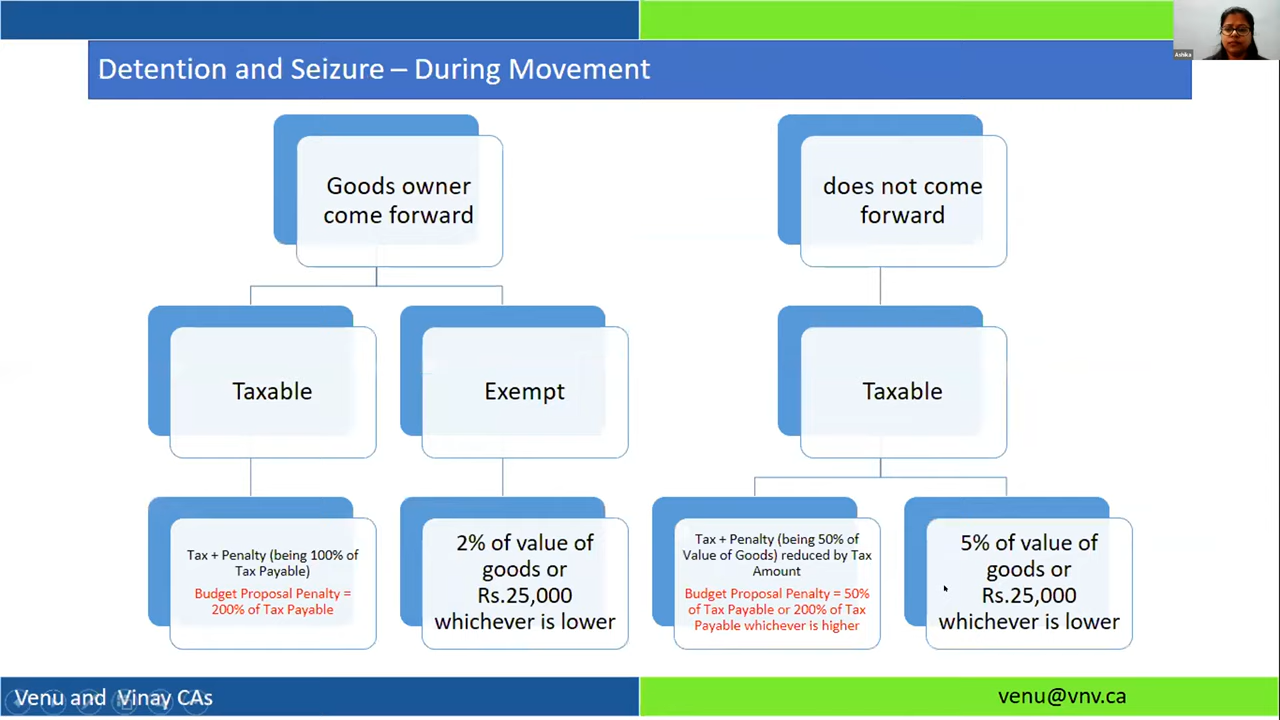 Ashika
Detention and Seizure – During Movement
Goods owner
come forward
does not come
forward
Taxable
Exempt
Taxable
Tax + Penalty (being 100% of
Tax Payable)
Budget Proposal Penalty =
200% of Tax Payable
2% of value of
goods or
Rs.25,000
whichever is lower
Tax + Penalty (being 50% of
Value of Goods) reduced by Tax
Amount
Budget Proposal Penalty = 50%
of Tax Payable or 200% of Tax
Payable whichever is higher
5% of value of
goods or
Rs.25,000
whichever is lower
Venu and Vinay CAs
venu@vnv.ca